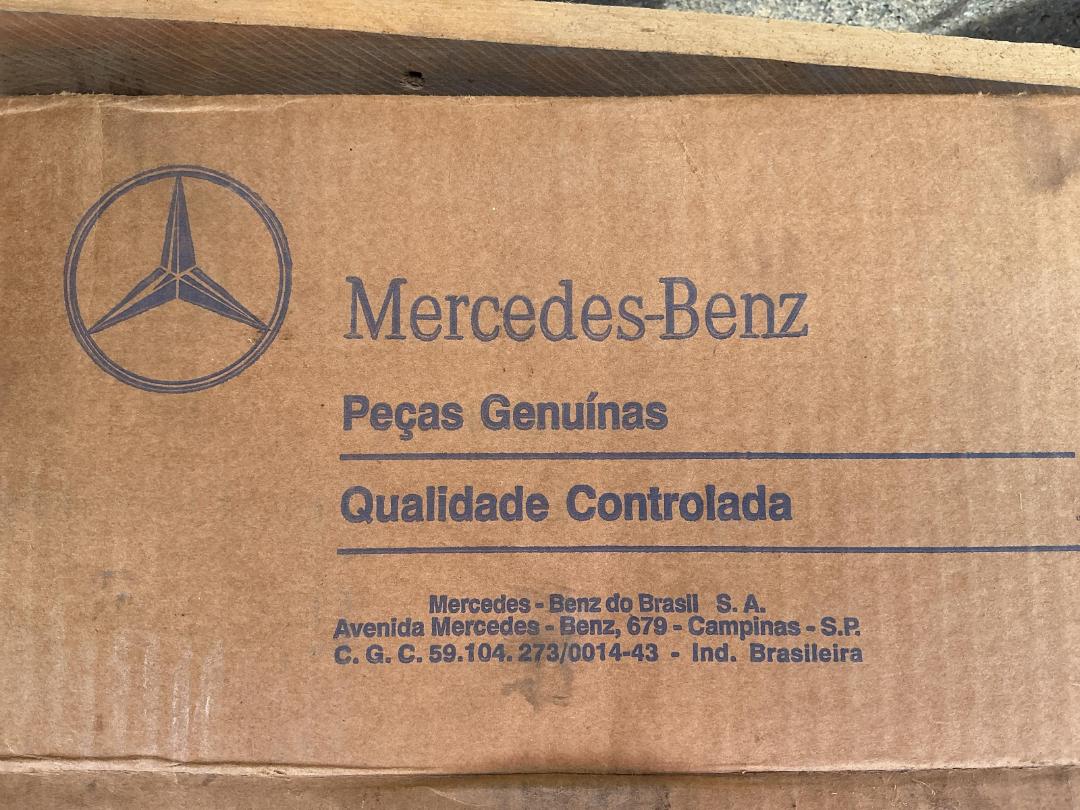 Mercedes-Benz
Peças Genuínas
Qualidade Controlada
Mercedes - Benz do Brasil S. A.
Avenida Mercedes - Benz, 679 - Campinas - S.P.
C. G. C. 59.104. 273/0014-43 - Ind. Brasileira